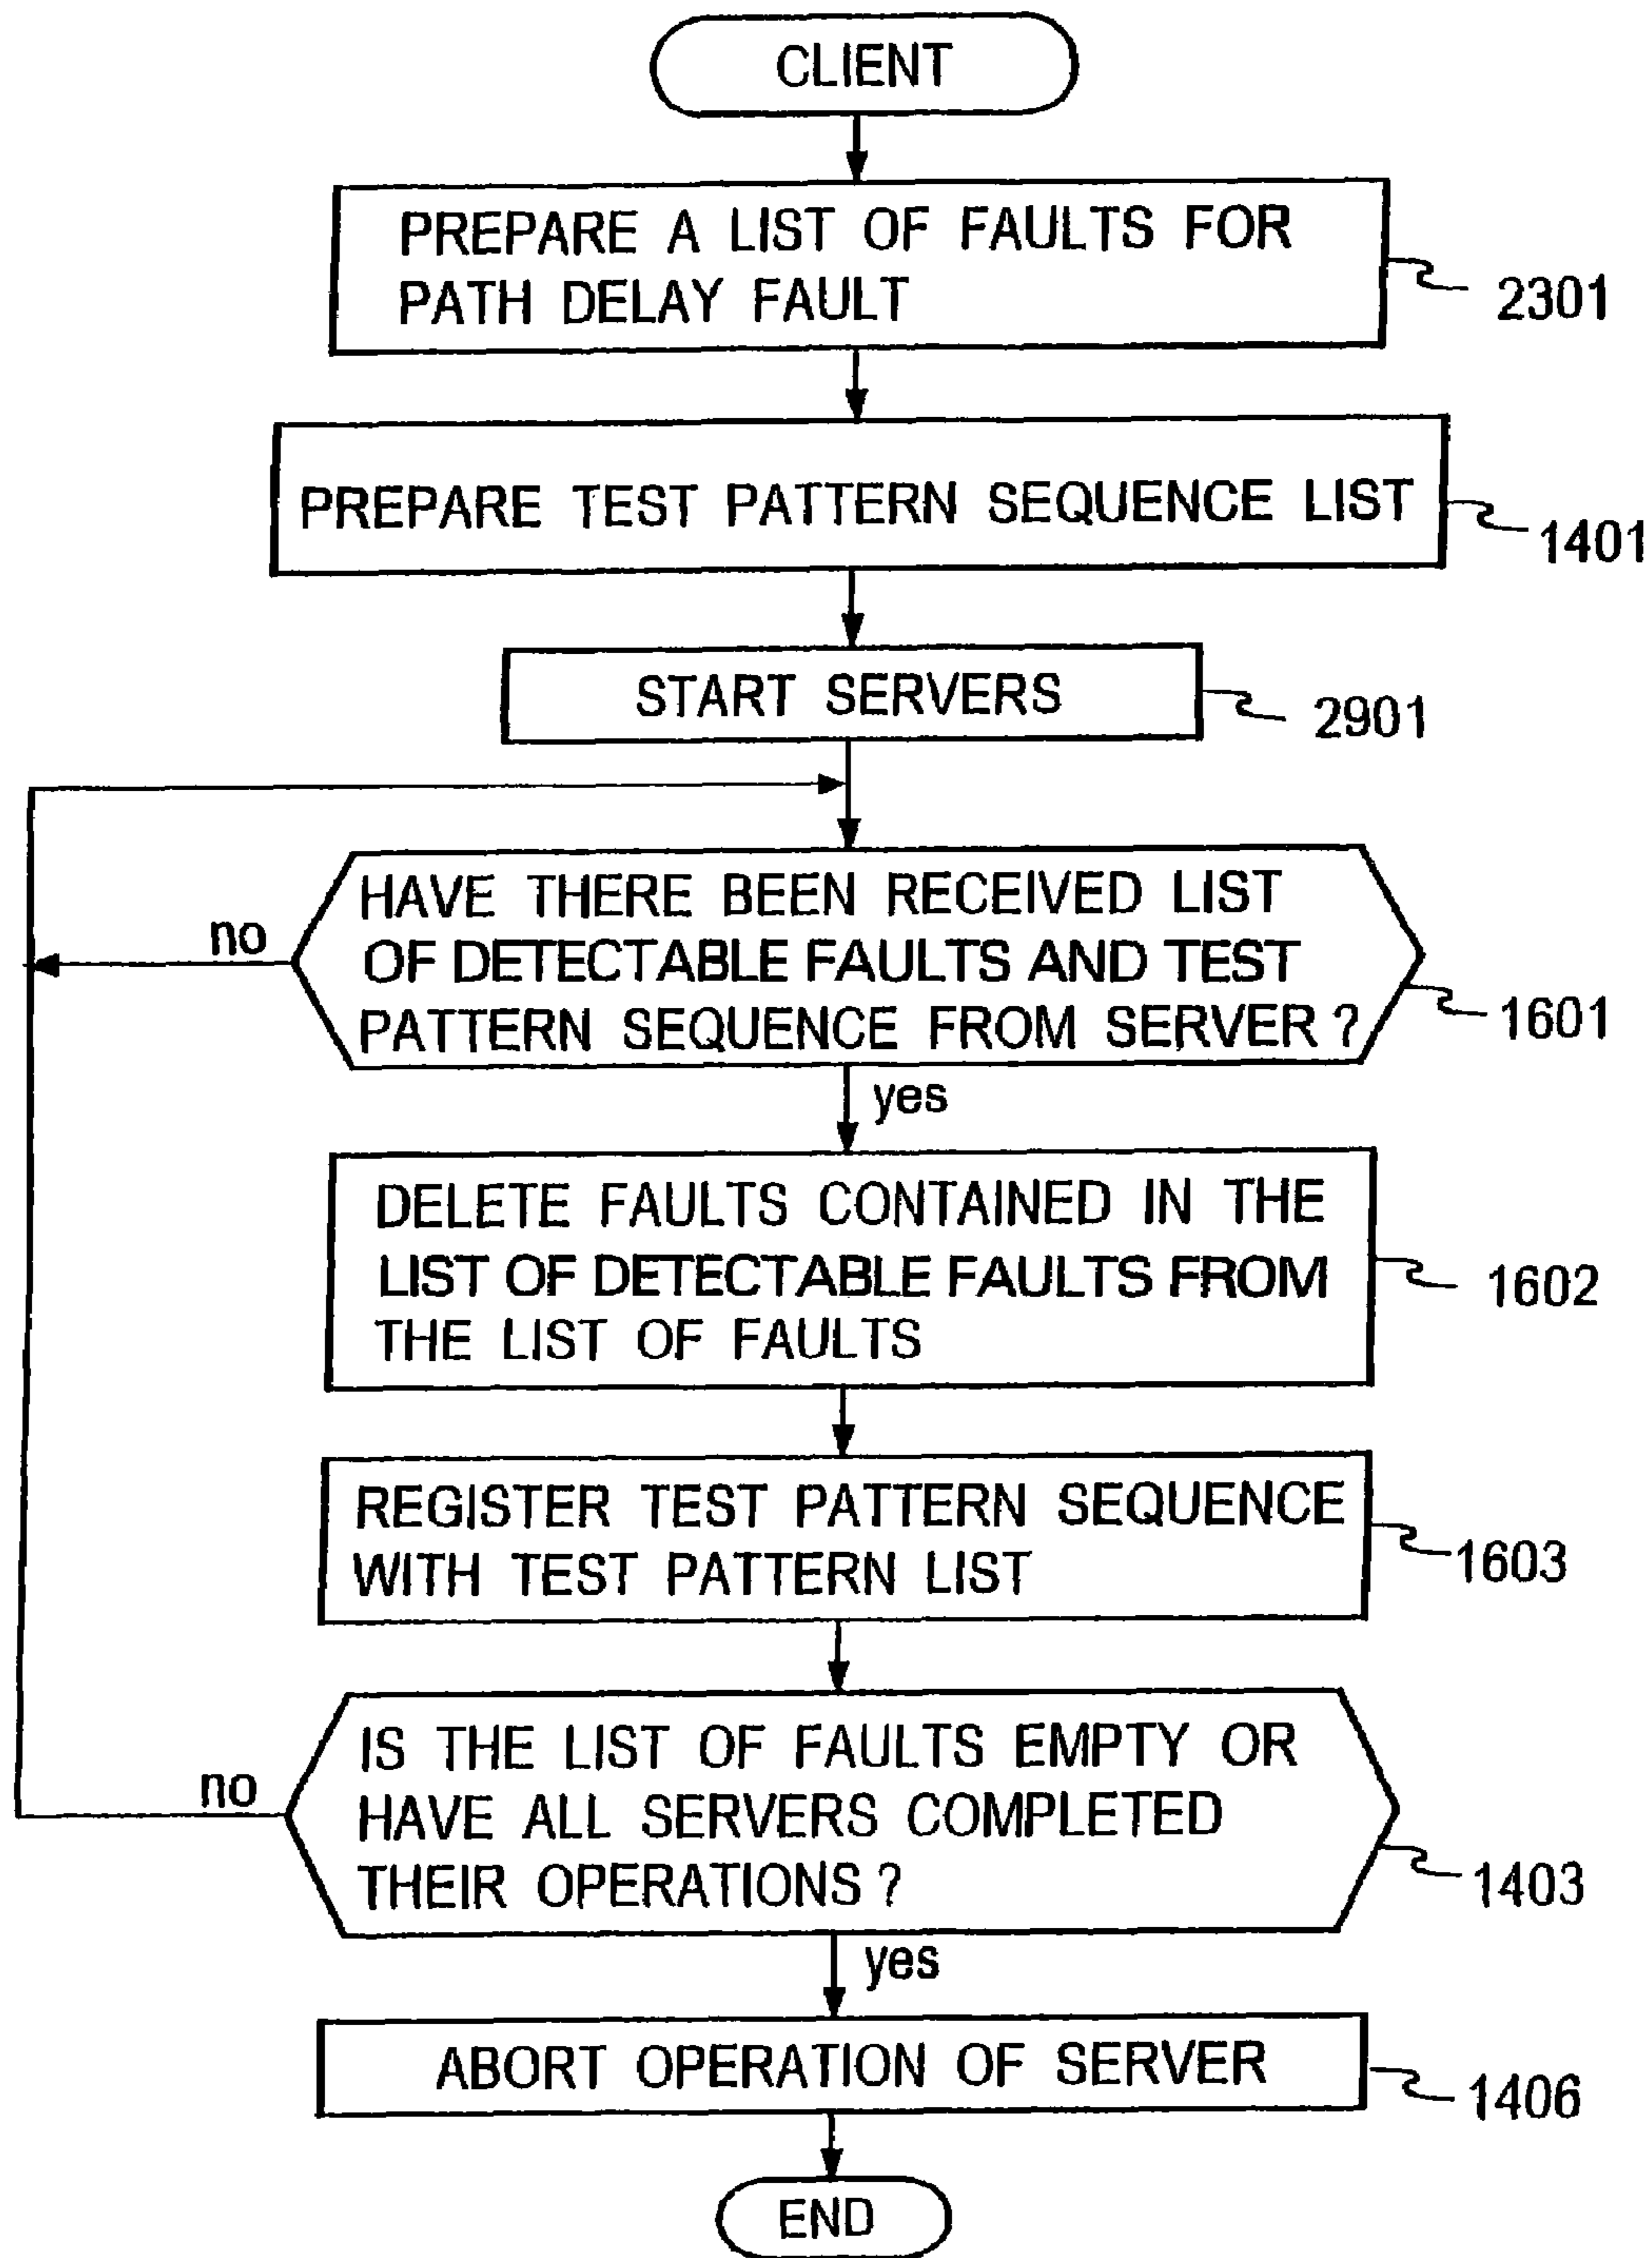 CLIENT
PREPARE A LIST OF FAULTS FOR
PATH DELAY FAULT
2301
PREPARE TEST PATTERN SEQUENCE LIST
1401
START SERVERS
2901
HAVE THERE BEEN RECEIVED LIST
OF DETECTABLE FAULTS AND TEST
PATTERN SEQUENCE FROM SERVER ?
no
1601
yes
DELETE FAULTS CONTAINED IN THE
LIST OF DETECTABLE FAULTS FROM
THE LIST OF FAULTS
1602
REGISTER TEST PATTERN SEQUENCE
WITH TEST PATTERN LIST
1603
IS THE LIST OF FAULTS EMPTY OR
HAVE ALL SERVERS COMPLETED
THEIR OPERATIONS ?
no
1403
yes
ABORT OPERATION OF SERVER
1406
END